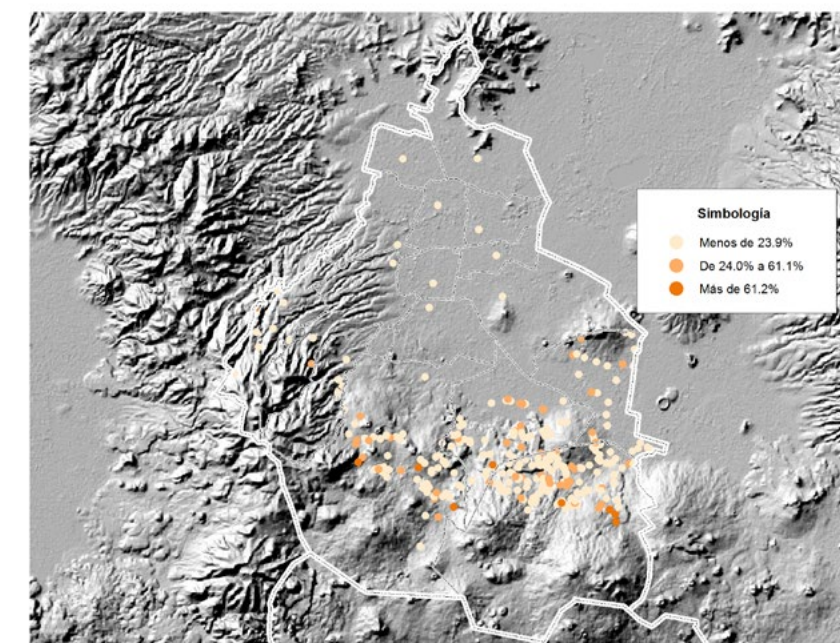 Simbología
Menos de 23.9%
De 24.0% a 61.1%
Más de 61.2%